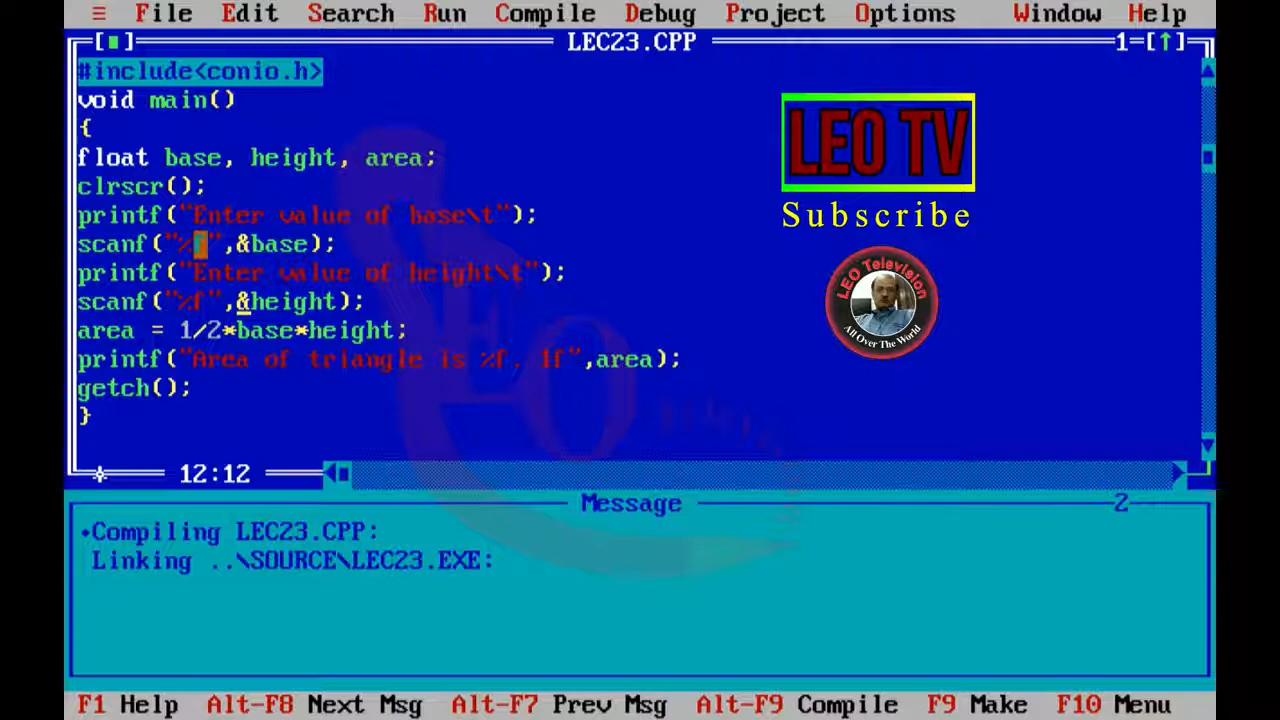 ≡ File Edit Search Run Compile Debug Project Options Window Help
[■] LEC23.CPP 1=[↑]
#include<conio.h>
void main()
{
float base, height, area;
clrscr();
printf("Enter value of base\t");
scanf("%f",&base);
printf("Enter value of height\t");
scanf("%f",&height);
area = 1/2*base*height;
printf("Area of triangle is %f. 1f",area);
getch();
}
12:12
LEO TV
Subscribe
LEO Television
All Over The World
Message 2
•Compiling LEC23.CPP:
Linking ..\SOURCE\LEC23.EXE:
F1 Help Alt-F8 Next Msg Alt-F7 Prev Msg Alt-F9 Compile F9 Make F10 Menu